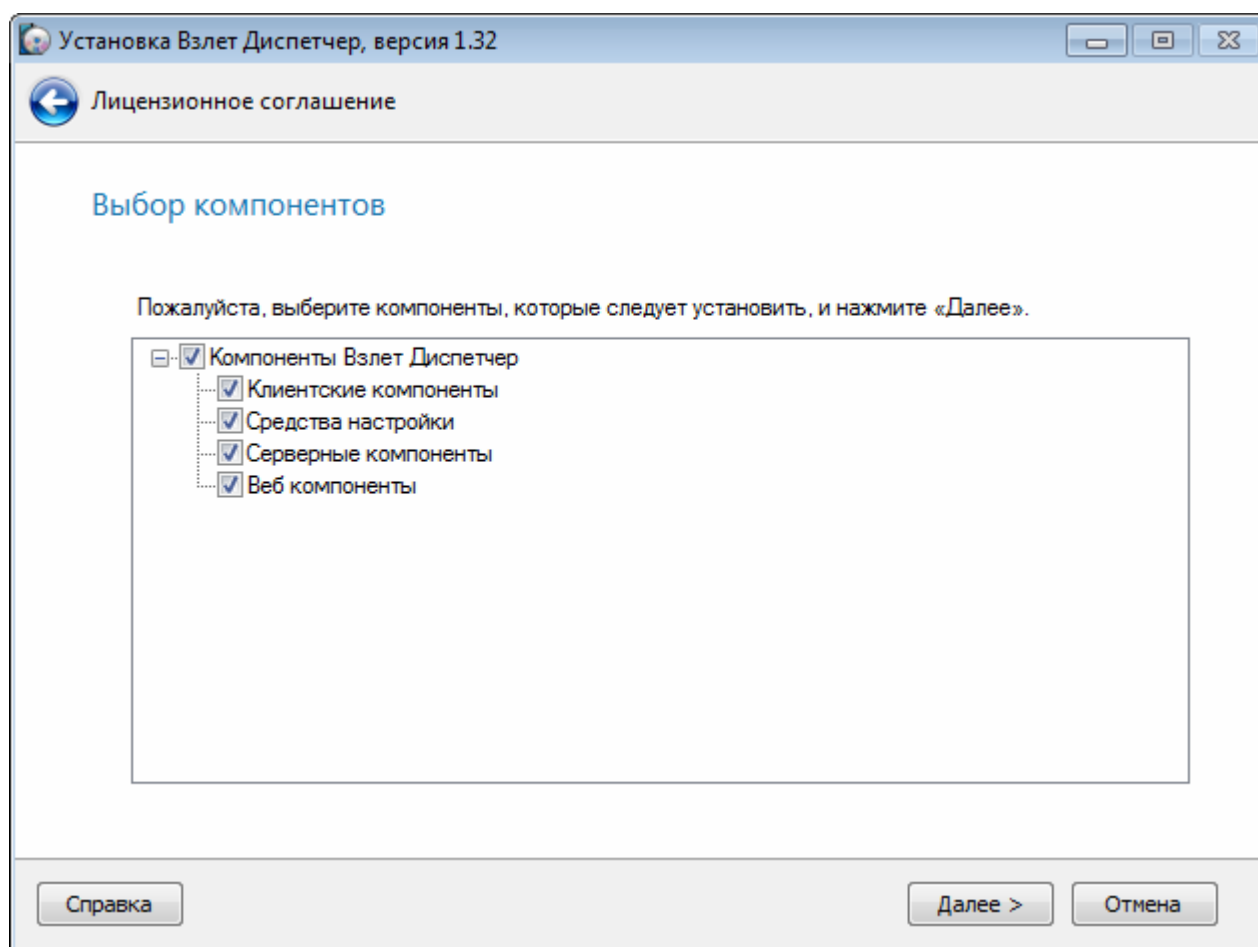 Установка Взлет Диспетчер, версия 1.32
Лицензионное соглашение
Выбор компонентов
Пожалуйста, выберите компоненты, которые следует установить, и нажмите «Далее».
Компоненты Взлет Диспетчер
Клиентские компоненты
Средства настройки
Серверные компоненты
Веб компоненты
Справка
Далее >
Отмена